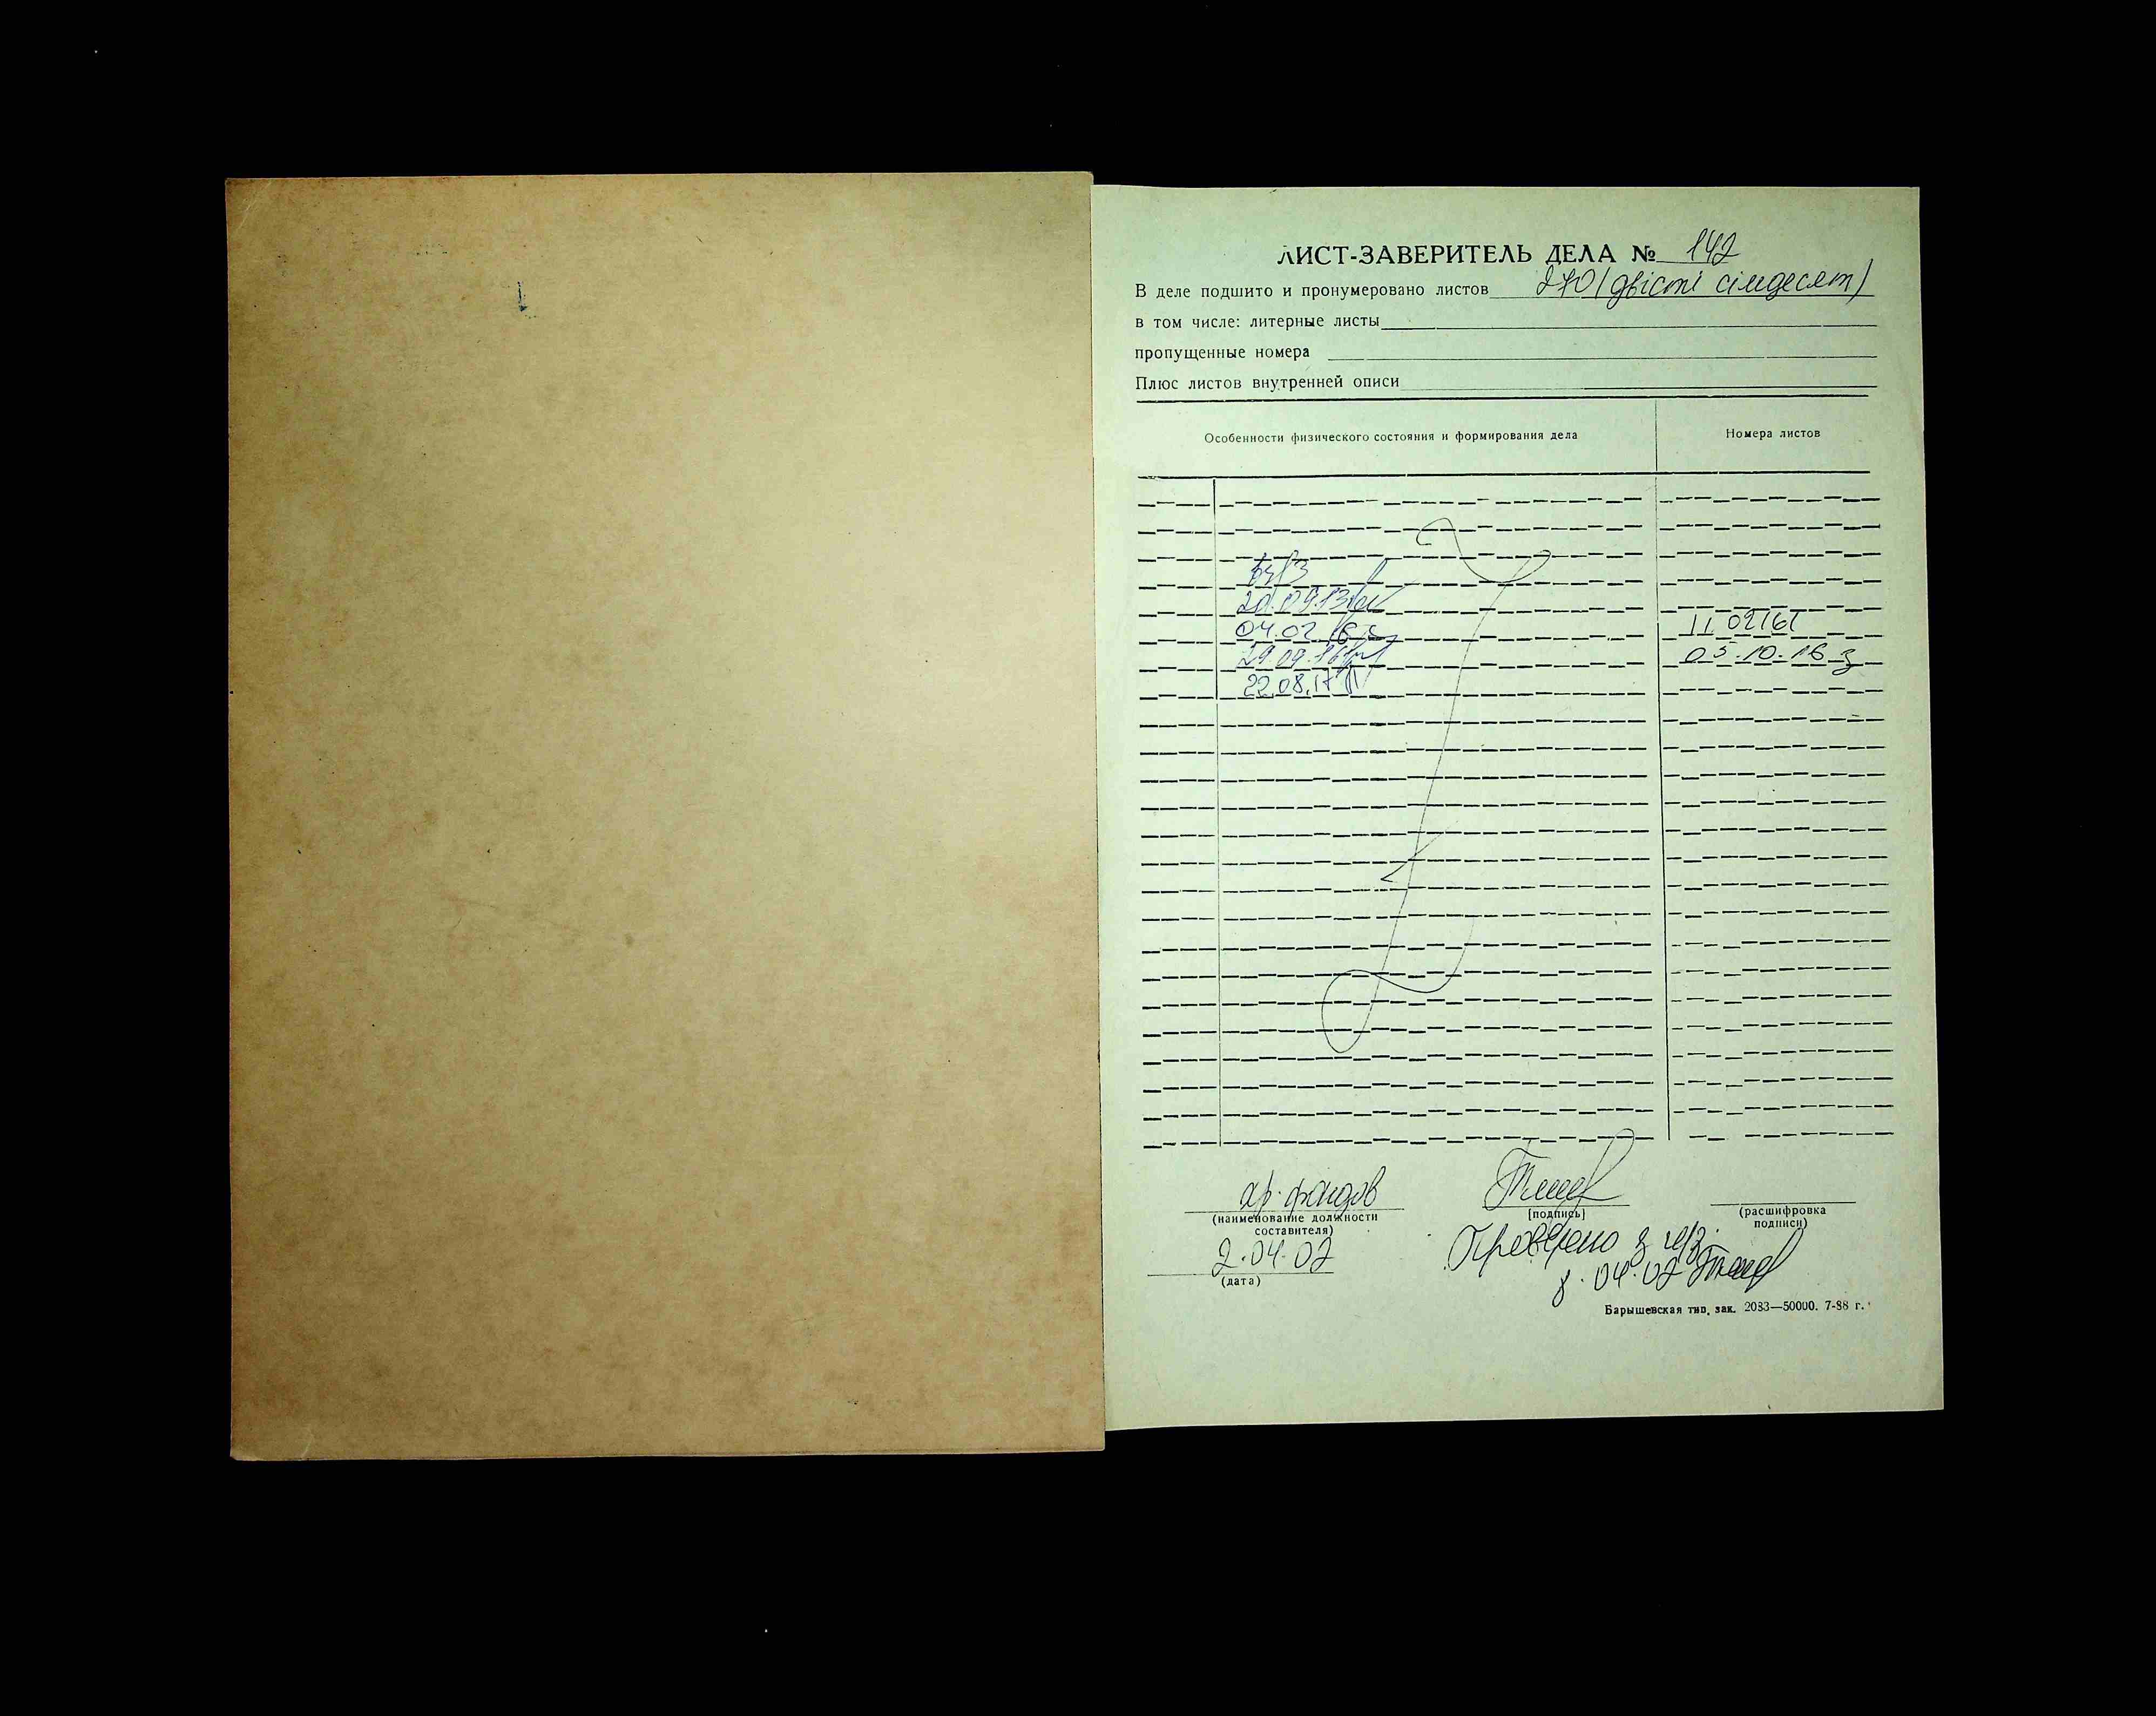 ЛИСТ-ЗАВЕРИТЕЛЬ ДЕЛА № 142
В деле подшито и пронумеровано листов 270 (двісті сімдесят)
в том числе: литерные листы
пропущенные номера
Плюс листов внутренней описи
Особенности физического состояния и формирования дела
Номера листов
20.09.13
04.02.16 11.02.16
29.09.16 05.10.16
22.08.17
(наименование должности составителя)
[подпись]
(расшифровка подписи)
2.04.02
(дата)
04.02
Барышевская тип. зак. 2083—50000. 7-88 г.